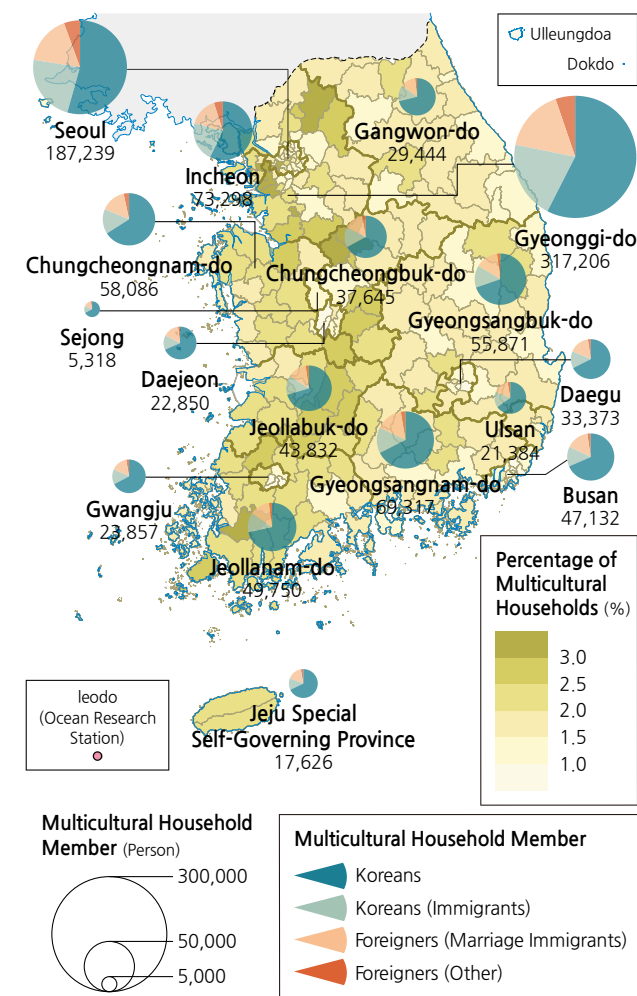 Ulleungdoa
Dokdo
Seoul
187,239
Gangwon-do
29,444
Incheon
73,298
Gyeonggi-do
317,206
Chungcheongnam-do
58,086
Chungcheongbuk-do
37,645
Gyeongsangbuk-do
55,871
Sejong
5,318
Daejeon
22,850
Daegu
33,373
Jeollabuk-do
43,832
Ulsan
21,384
Gyeongsangnam-do
69,317
Busan
47,132
Gwangju
23,857
Jeollanam-do
49,750
Percentage of
Multicultural
Households (%)
3.0
2.5
2.0
1.5
1.0
Ieodo
(Ocean Research
Station)
Jeju Special
Self-Governing Province
17,626
Multicultural Household
Member (Person)
300,000
50,000
5,000
Multicultural Household Member
Koreans
Koreans (Immigrants)
Foreigners (Marriage Immigrants)
Foreigners (Other)